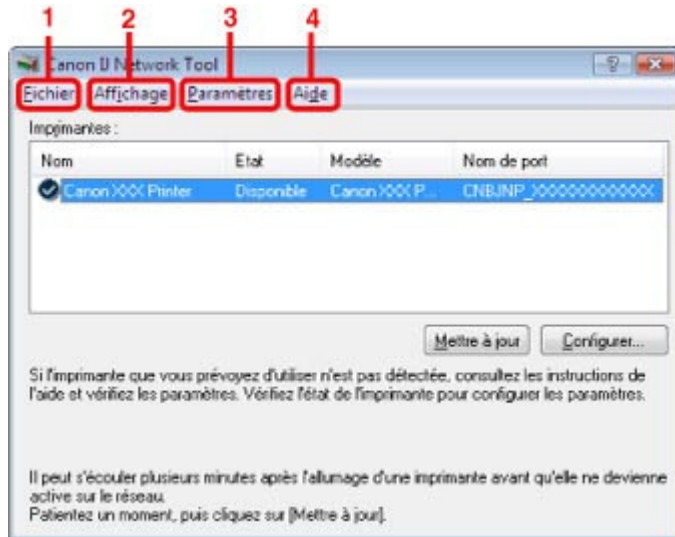 1 2 3 4
Canon IJ Network Tool
Fichier Affichage Paramètres Aide
Imprimantes :
Nom Etat Modèle Nom de port
Canon XXX Printer Disponible Canon XXX P... CNBJNP_XXXXXXXXXXXX
Mettre à jour Configurer...
Si l'imprimante que vous prévoyez d'utiliser n'est pas détectée, consultez les instructions de
l'aide et vérifiez les paramètres. Vérifiez l'état de l'imprimante pour configurer les paramètres.
Il peut s'écouler plusieurs minutes après l'allumage d'une imprimante avant qu'elle ne devienne
active sur le réseau.
Patientez un moment, puis cliquez sur [Mettre à jour].